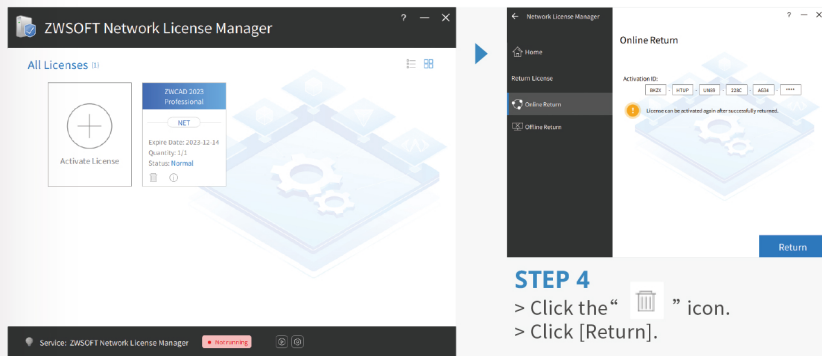 ZWSOFT Network License Manager
All Licenses (1)
Activate License
ZWCAD 2023
Professional
NET
Expire Date: 2023-12-14
Quantity: 1/1
Status: Normal
Service: ZWSOFT Network License Manager
Notrunning
Network License Manager
Home
Return License
Online Return
Offline Return
Online Return
Activation ID:
License can be activated again after successfully returned.
Return
STEP 4
> Click the “ ” icon.
> Click [Return].